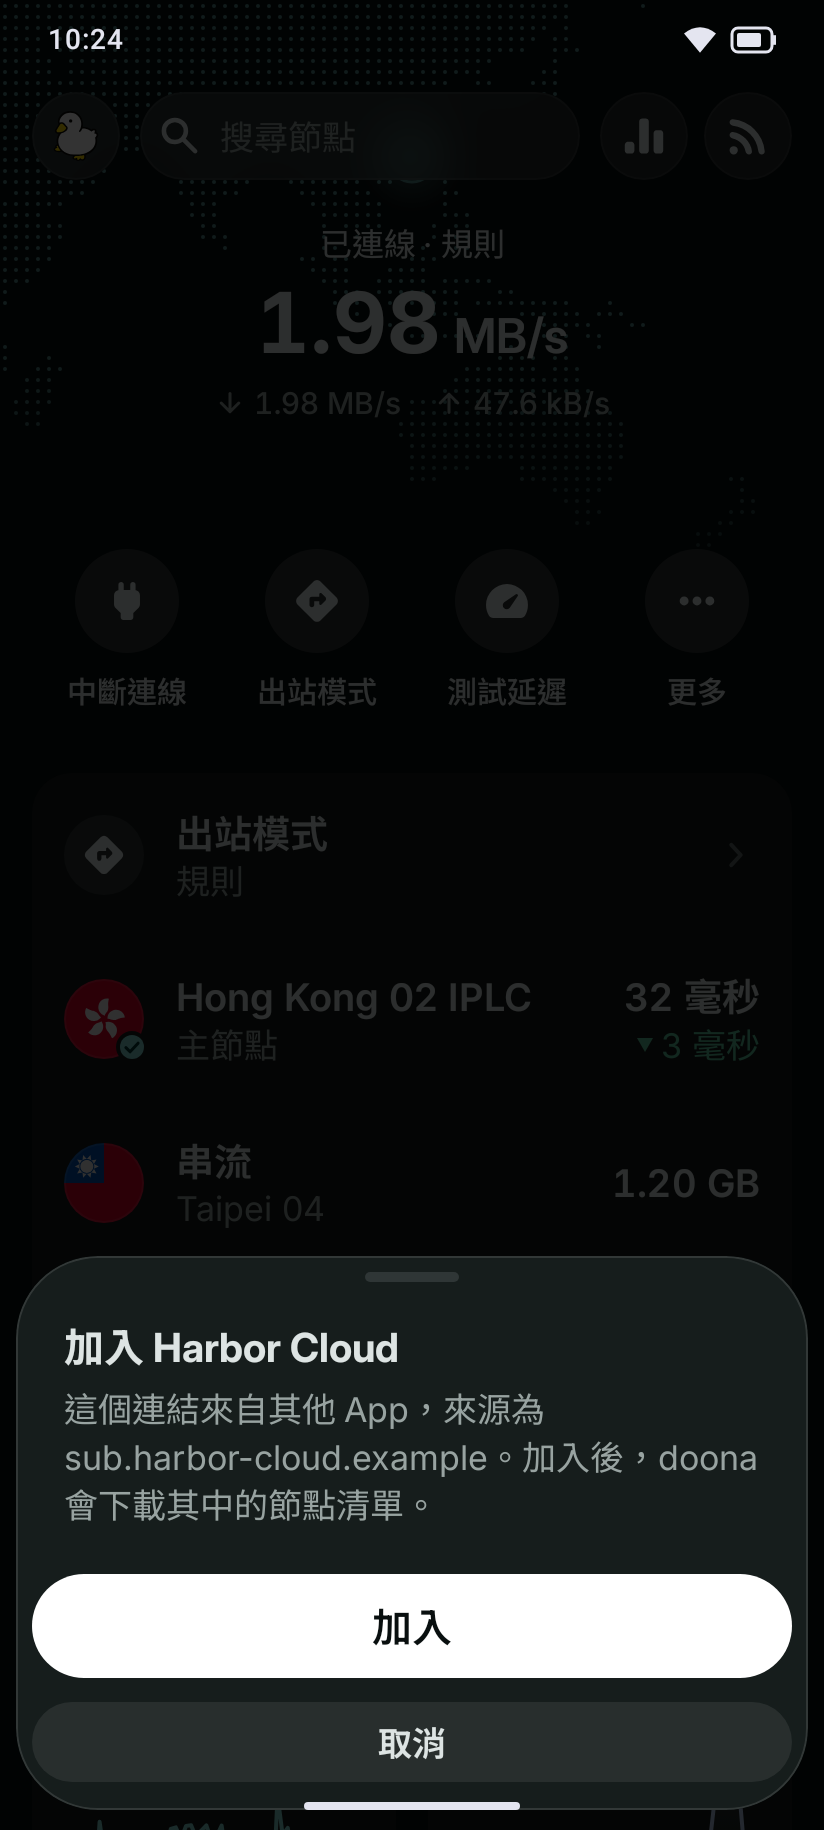 10:24
搜尋節點
已連線 · 規則
1.98 MB/s
↓ 1.98 MB/s ↑ 47.6 kB/s
中斷連線 出站模式 測試延遲 更多
出站模式
規則
Hong Kong 02 IPLC 32 毫秒
主節點 ▼3 毫秒
串流
Taipei 04 1.20 GB
加入 Harbor Cloud
這個連結來自其他 App，來源為
sub.harbor-cloud.example。加入後，doona
會下載其中的節點清單。
加入
取消